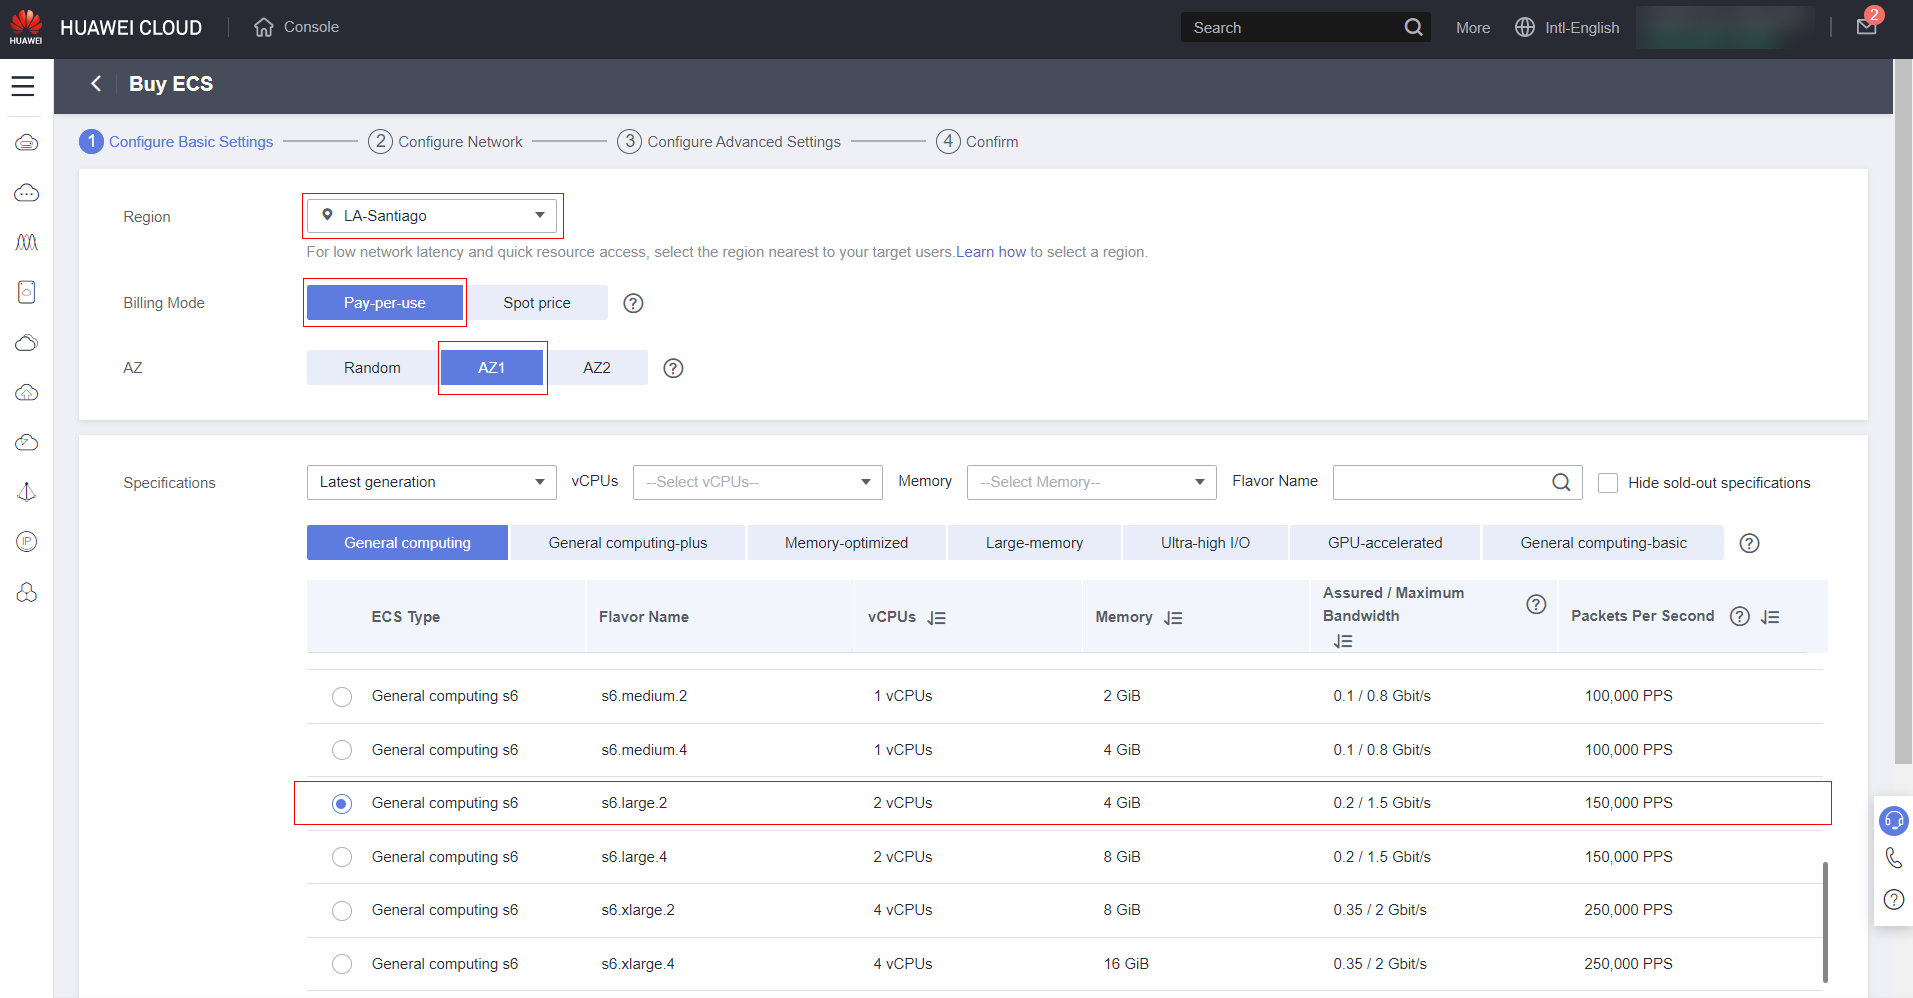 HUAWEI
HUAWEI CLOUD
Console
Search
More
Intl-English
2
Buy ECS
1 Configure Basic Settings
2 Configure Network
3 Configure Advanced Settings
4 Confirm
Region
LA-Santiago
For low network latency and quick resource access, select the region nearest to your target users.Learn how to select a region.
Billing Mode
Pay-per-use
Spot price
?
AZ
Random
AZ1
AZ2
?
Specifications
Latest generation
vCPUs
--Select vCPUs--
Memory
--Select Memory--
Flavor Name
Hide sold-out specifications
General computing
General computing-plus
Memory-optimized
Large-memory
Ultra-high I/O
GPU-accelerated
General computing-basic
?
ECS Type
Flavor Name
vCPUs
Memory
Assured / Maximum
Bandwidth
?
Packets Per Second
?
General computing s6 s6.medium.2 1 vCPUs 2 GiB 0.1 / 0.8 Gbit/s 100,000 PPS
General computing s6 s6.medium.4 1 vCPUs 4 GiB 0.1 / 0.8 Gbit/s 100,000 PPS
General computing s6 s6.large.2 2 vCPUs 4 GiB 0.2 / 1.5 Gbit/s 150,000 PPS
General computing s6 s6.large.4 2 vCPUs 8 GiB 0.2 / 1.5 Gbit/s 150,000 PPS
General computing s6 s6.xlarge.2 4 vCPUs 8 GiB 0.35 / 2 Gbit/s 250,000 PPS
General computing s6 s6.xlarge.4 4 vCPUs 16 GiB 0.35 / 2 Gbit/s 250,000 PPS
IP
?